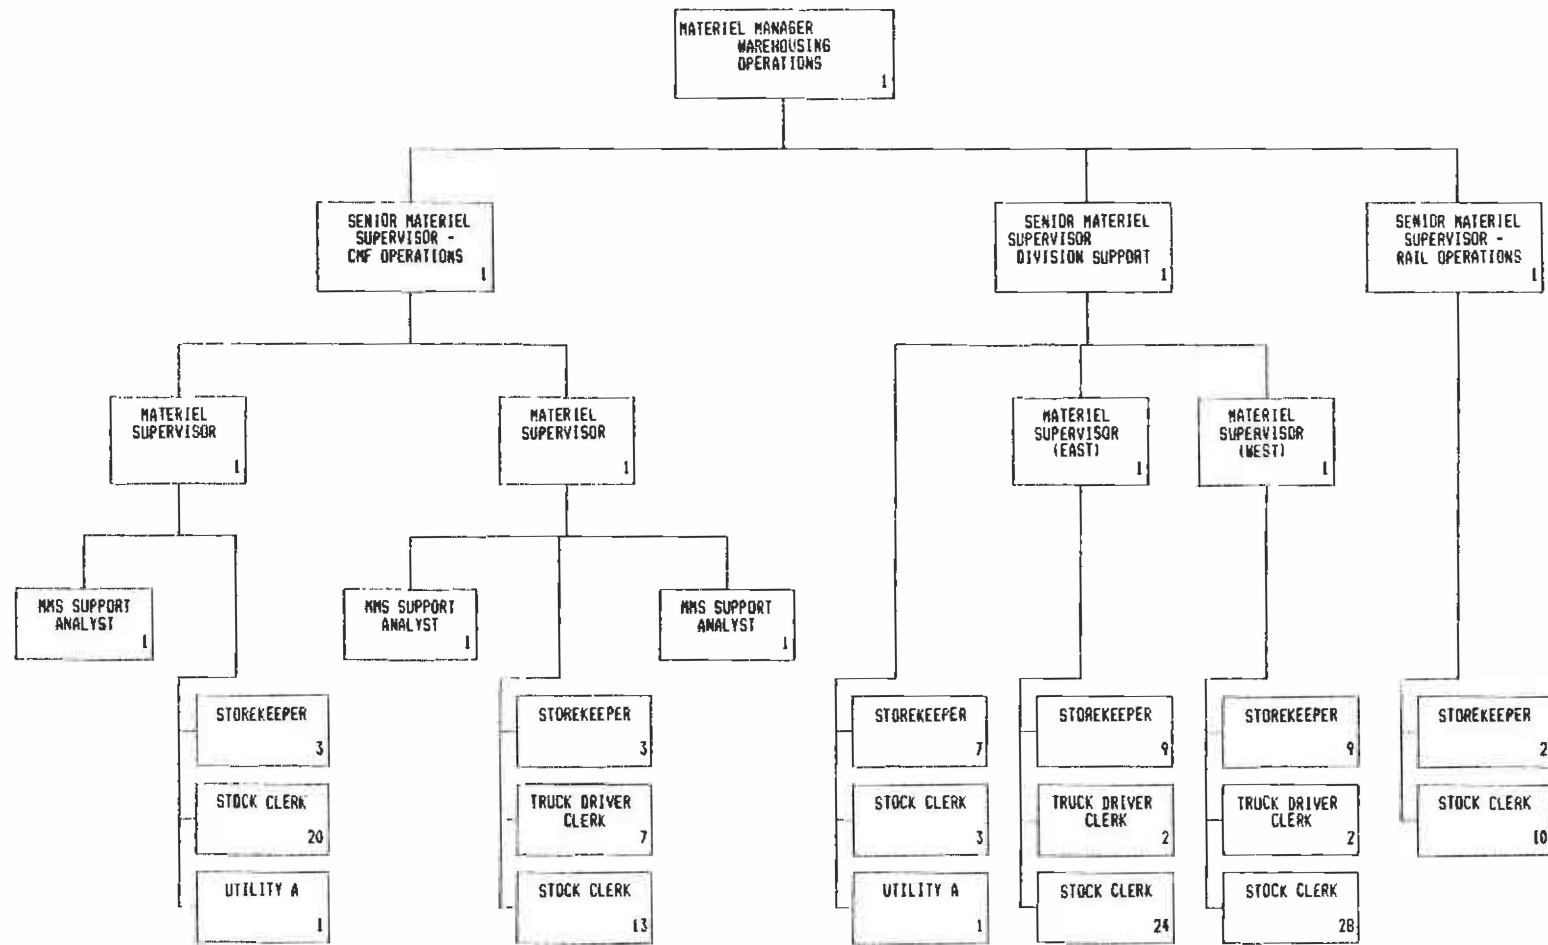 MATERIEL MANAGER
WAREHOUSING
OPERATIONS
1
SENIOR MATERIEL
SUPERVISOR -
CMF OPERATIONS
1
SENIOR MATERIEL
SUPERVISOR
DIVISION SUPPORT
1
SENIOR MATERIEL
SUPERVISOR -
RAIL OPERATIONS
1
MATERIEL
SUPERVISOR
1
MATERIEL
SUPERVISOR
1
MATERIEL
SUPERVISOR
(EAST)
1
MATERIEL
SUPERVISOR
(WEST)
1
MMS SUPPORT
ANALYST
1
MMS SUPPORT
ANALYST
1
MMS SUPPORT
ANALYST
1
STOREKEEPER
3
STOCK CLERK
20
UTILITY A
1
STOREKEEPER
3
TRUCK DRIVER
CLERK
7
STOCK CLERK
13
STOREKEEPER
7
STOCK CLERK
3
UTILITY A
1
STOREKEEPER
9
TRUCK DRIVER
CLERK
2
STOCK CLERK
24
STOREKEEPER
9
TRUCK DRIVER
CLERK
2
STOCK CLERK
28
STOREKEEPER
2
STOCK CLERK
10